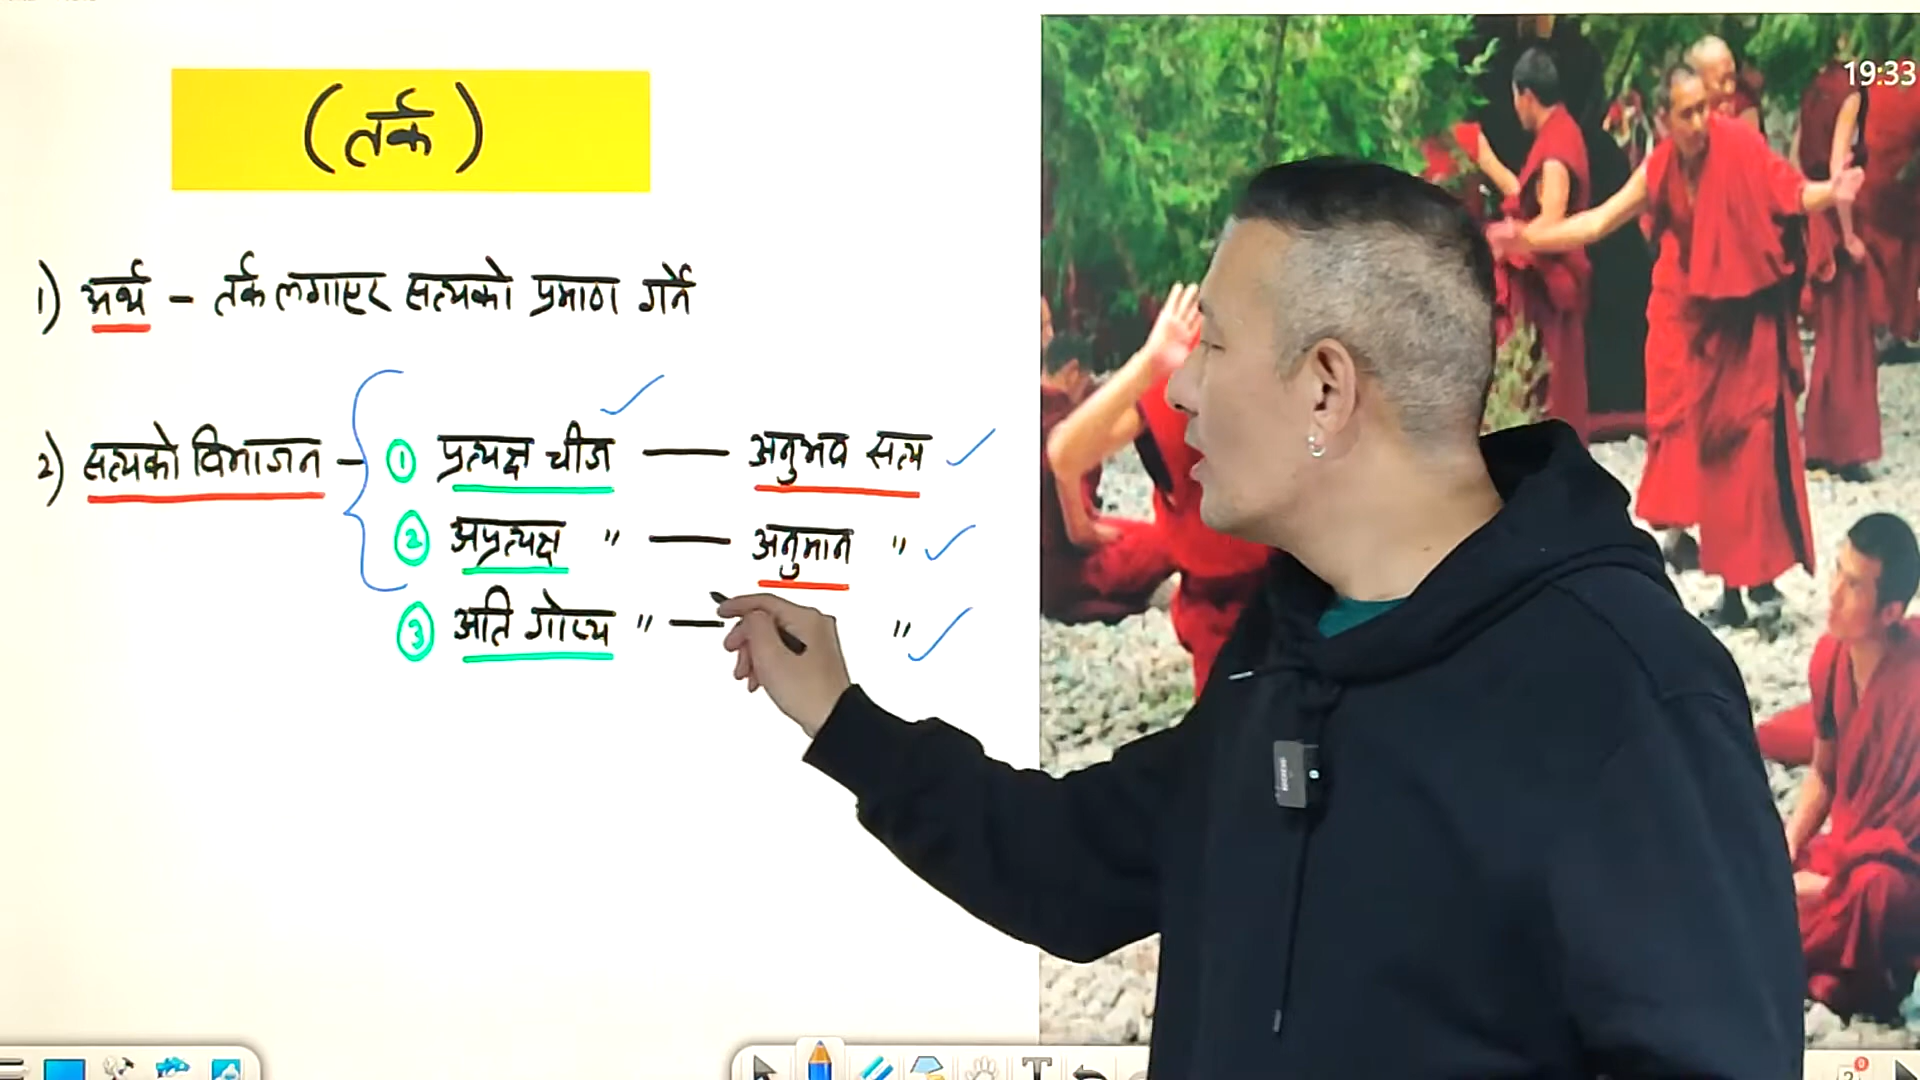 (तर्क)
19:33
1) अर्थ - तर्क लगाएर सत्यको प्रमाण गर्ने
2) सत्यको विभाजन - ① प्रत्यक्ष चीज — अनुभव सत्य
② अप्रत्यक्ष " — अनुमान "
③ अति गोप्य " — "
T
2